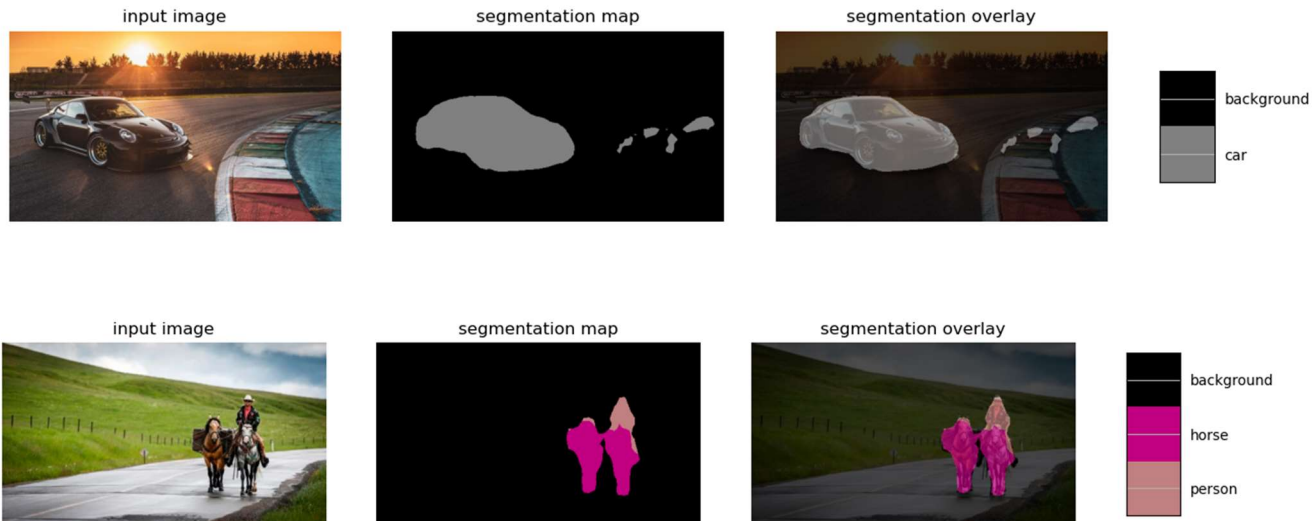 input image
segmentation map
segmentation overlay
background
car
input image
segmentation map
segmentation overlay
background
horse
person